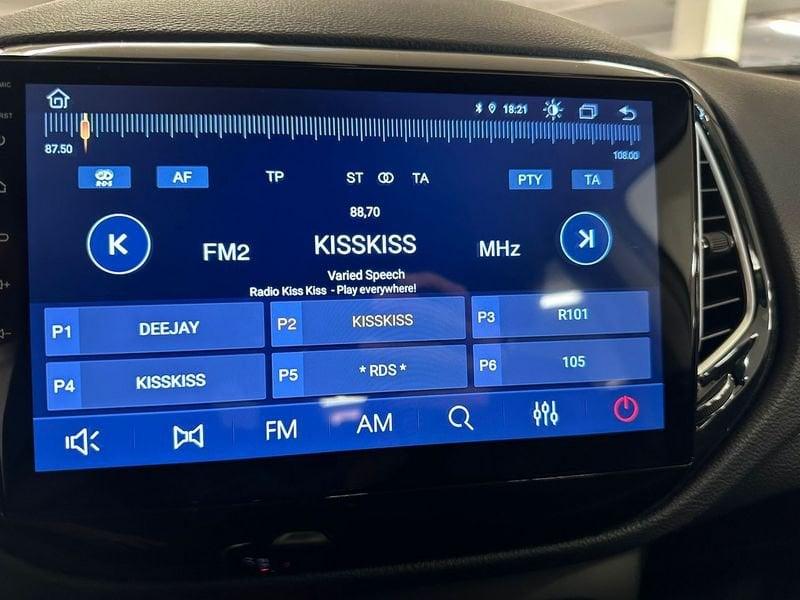 MIC
RST
18:21
87.50
108.00
RDS
AF
TP
ST
TA
PTY
TA
88,70
FM2
KISSKISS
MHz
Varied Speech
Radio Kiss Kiss - Play everywhere!
P1 DEEJAY
P2 KISSKISS
P3 R101
P4 KISSKISS
P5 * RDS *
P6 105
FM
AM